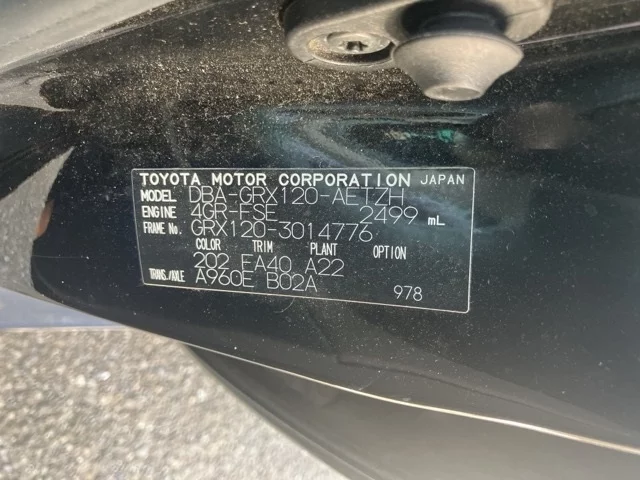 TOYOTA MOTOR CORPORATION JAPAN
MODEL DBA-GRX120-AETZH
ENGINE 4GR-FSE 2499 mL
FRAME No. GRX120-3014776
COLOR TRIM PLANT OPTION
202 FA40 A22
TRANS./AXLE A960E B02A
978